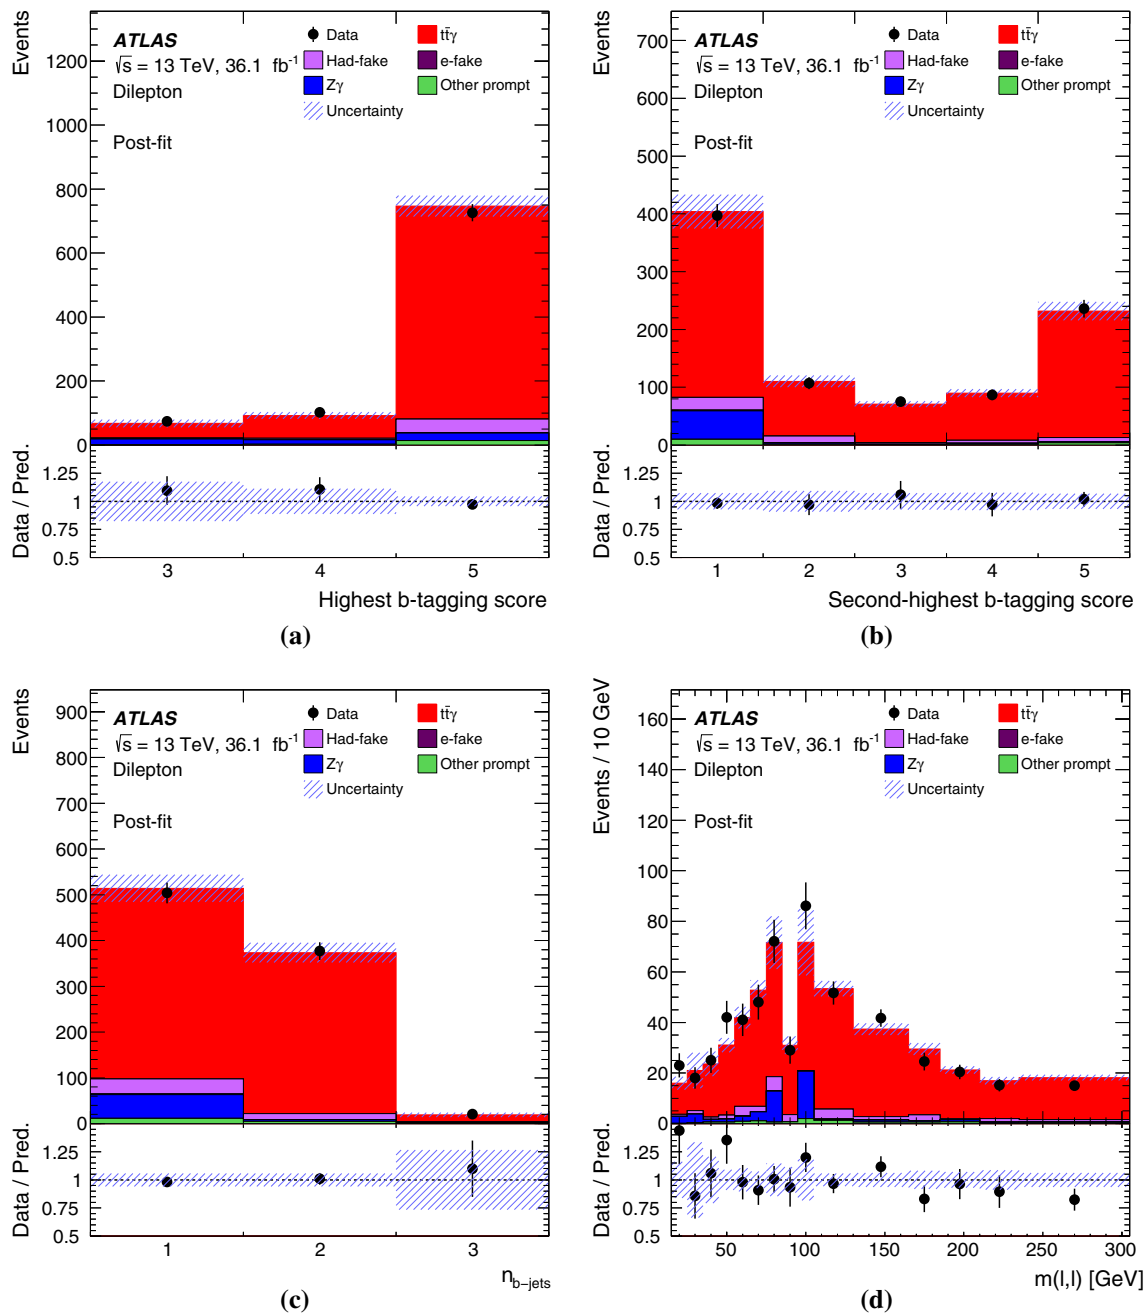 Events
1400
1200
1000
800
600
400
200
0
ATLAS
√s = 13 TeV, 36.1 fb⁻¹
Dilepton
Post-fit
Data
tt̄γ
Had-fake
e-fake
Zγ
Other prompt
Uncertainty
Data / Pred.
1.25
1
0.75
0.5
3 4 5
Highest b-tagging score
(a)
Events
700
600
500
400
300
200
100
0
ATLAS
√s = 13 TeV, 36.1 fb⁻¹
Dilepton
Post-fit
Data
tt̄γ
Had-fake
e-fake
Zγ
Other prompt
Uncertainty
Data / Pred.
1.25
1
0.75
0.5
1 2 3 4 5
Second-highest b-tagging score
(b)
Events
900
800
700
600
500
400
300
200
100
0
ATLAS
√s = 13 TeV, 36.1 fb⁻¹
Dilepton
Post-fit
Data
tt̄γ
Had-fake
e-fake
Zγ
Other prompt
Uncertainty
Data / Pred.
1.25
1
0.75
0.5
1 2 3
n_b−jets
(c)
Events / 10 GeV
160
140
120
100
80
60
40
20
0
ATLAS
√s = 13 TeV, 36.1 fb⁻¹
Dilepton
Post-fit
Data
tt̄γ
Had-fake
e-fake
Zγ
Other prompt
Uncertainty
Data / Pred.
1.25
1
0.75
0.5
50 100 150 200 250 300
m(l,l) [GeV]
(d)